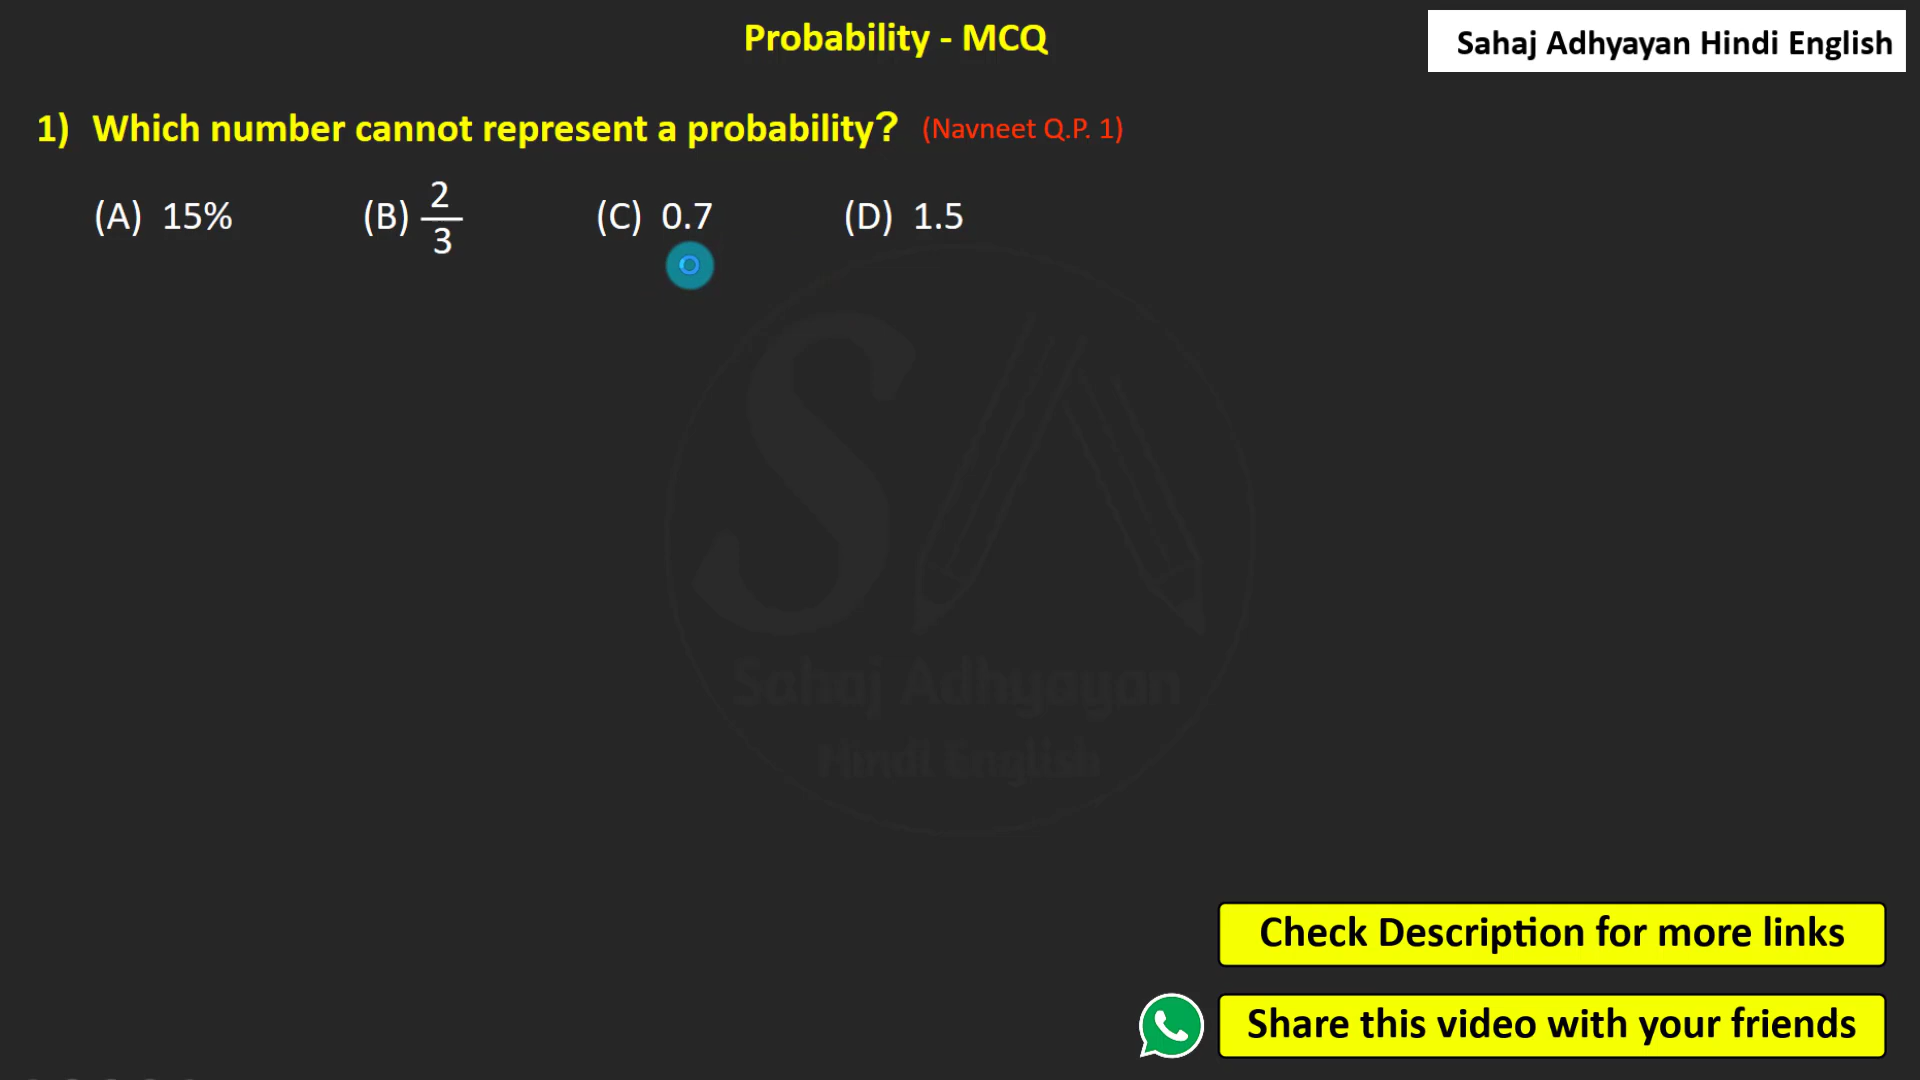 Probability - MCQ
Sahaj Adhyayan Hindi English
1) Which number cannot represent a probability? (Navneet Q.P. 1)
(A) 15% (B) 2/3 (C) 0.7 (D) 1.5
Sahaj Adhyayan
Hindi English
Check Description for more links
Share this video with your friends